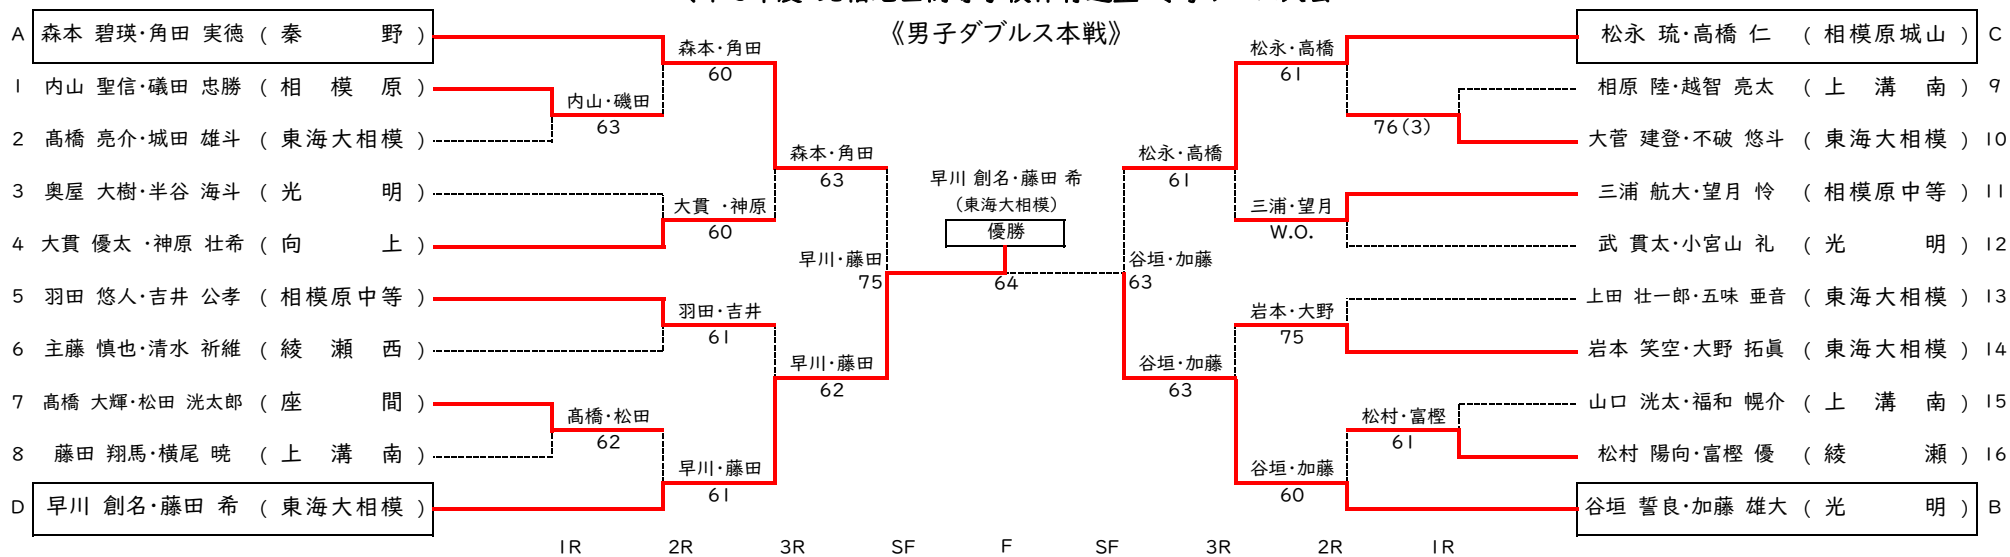 《男子ダブルス本戦》
A 森本 碧瑛・角田 実徳 ( 秦 野 )
1 内山 聖信・礒田 忠勝 ( 相 模 原 )
2 髙橋 亮介・城田 雄斗 ( 東海大相模 )
3 奥屋 大樹・半谷 海斗 ( 光 明 )
4 大貫 優太 ・神原 壮希 ( 向 上 )
5 羽田 悠人・吉井 公孝 ( 相模原中等 )
6 主藤 慎也・清水 祈維 ( 綾 瀬 西 )
7 髙橋 大輝・松田 洸太郎 ( 座 間 )
8 藤田 翔馬・横尾 暁 ( 上 溝 南 )
D 早川 創名・藤田 希 ( 東海大相模 )
内山・磯田
63
髙橋・松田
62
森本・角田
60
大貫 ・神原
60
羽田・吉井
61
早川・藤田
61
森本・角田
63
早川・藤田
62
早川・藤田
75
早川 創名・藤田 希
(東海大相模)
優勝
64
谷垣・加藤
63
松永・高橋
61
谷垣・加藤
63
松永・高橋
61
三浦・望月
W.O.
岩本・大野
75
谷垣・加藤
60
76(3)
松村・富樫
61
松永 琉・高橋 仁 ( 相模原城山 ) C
相原 陸・越智 亮太 ( 上 溝 南 ) 9
大菅 建登・不破 悠斗 ( 東海大相模 ) 10
三浦 航大・望月 怜 ( 相模原中等 ) 11
武 貫太・小宮山 礼 ( 光 明 ) 12
上田 壮一郎・五味 亜音 ( 東海大相模 ) 13
岩本 笑空・大野 拓眞 ( 東海大相模 ) 14
山口 洸太・福和 幌介 ( 上 溝 南 ) 15
松村 陽向・富樫 優 ( 綾 瀬 ) 16
谷垣 誓良・加藤 雄大 ( 光 明 ) B
1R 2R 3R SF F SF 3R 2R 1R